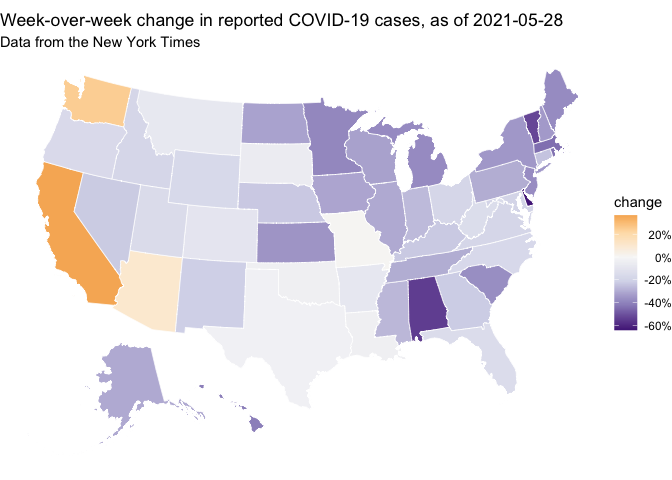 Week-over-week change in reported COVID-19 cases, as of 2021-05-28
Data from the New York Times
change
20%
0%
-20%
-40%
-60%